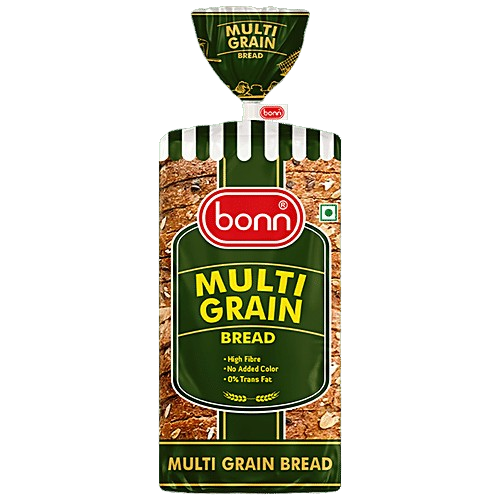 MULTI
GRAIN
BREAD
bonn
bonn®
MULTI
GRAIN
BREAD
• High Fibre
• No Added Color
• 0% Trans Fat
MULTI GRAIN BREAD